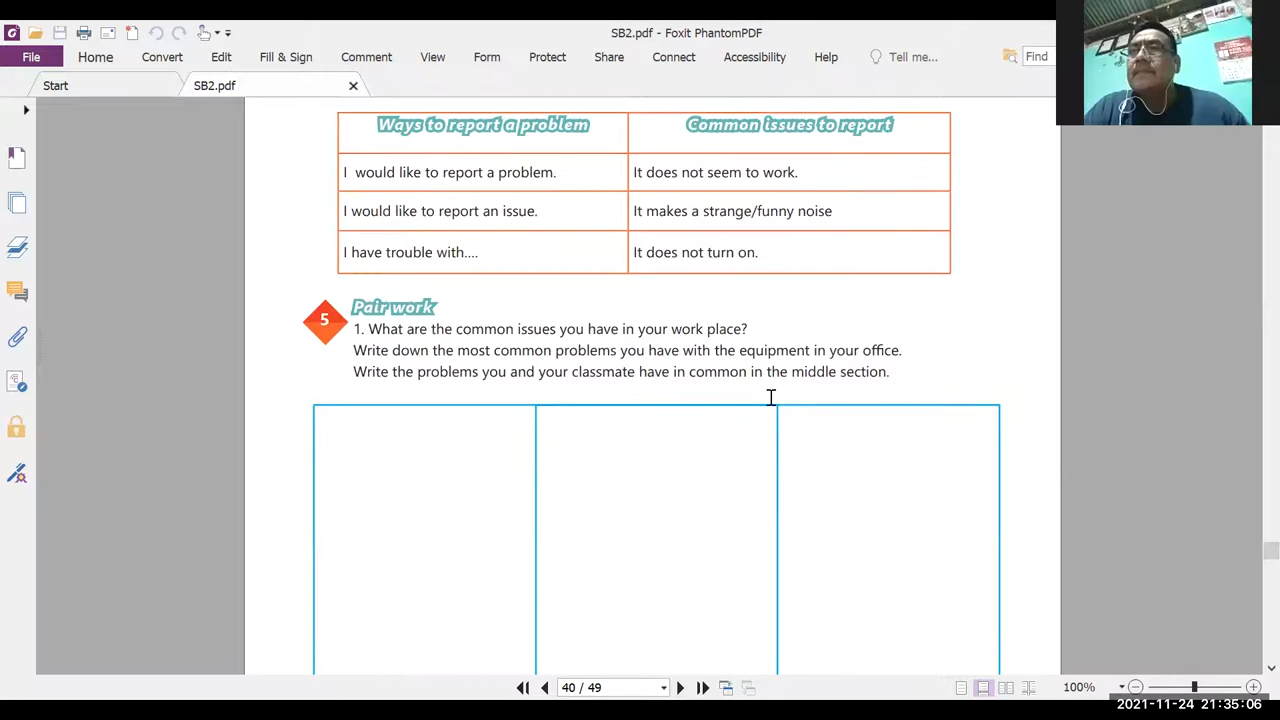 SB2.pdf - Foxit PhantomPDF
File Home Convert Edit Fill & Sign Comment View Form Protect Share Connect Accessibility Help Tell me... Find
Start SB2.pdf
Ways to report a problem Common issues to report
I would like to report a problem. It does not seem to work.
I would like to report an issue. It makes a strange/funny noise
I have trouble with.... It does not turn on.
5 Pair work
1. What are the common issues you have in your work place?
Write down the most common problems you have with the equipment in your office.
Write the problems you and your classmate have in common in the middle section.
40 / 49 100%
2021-11-24 21:35:06